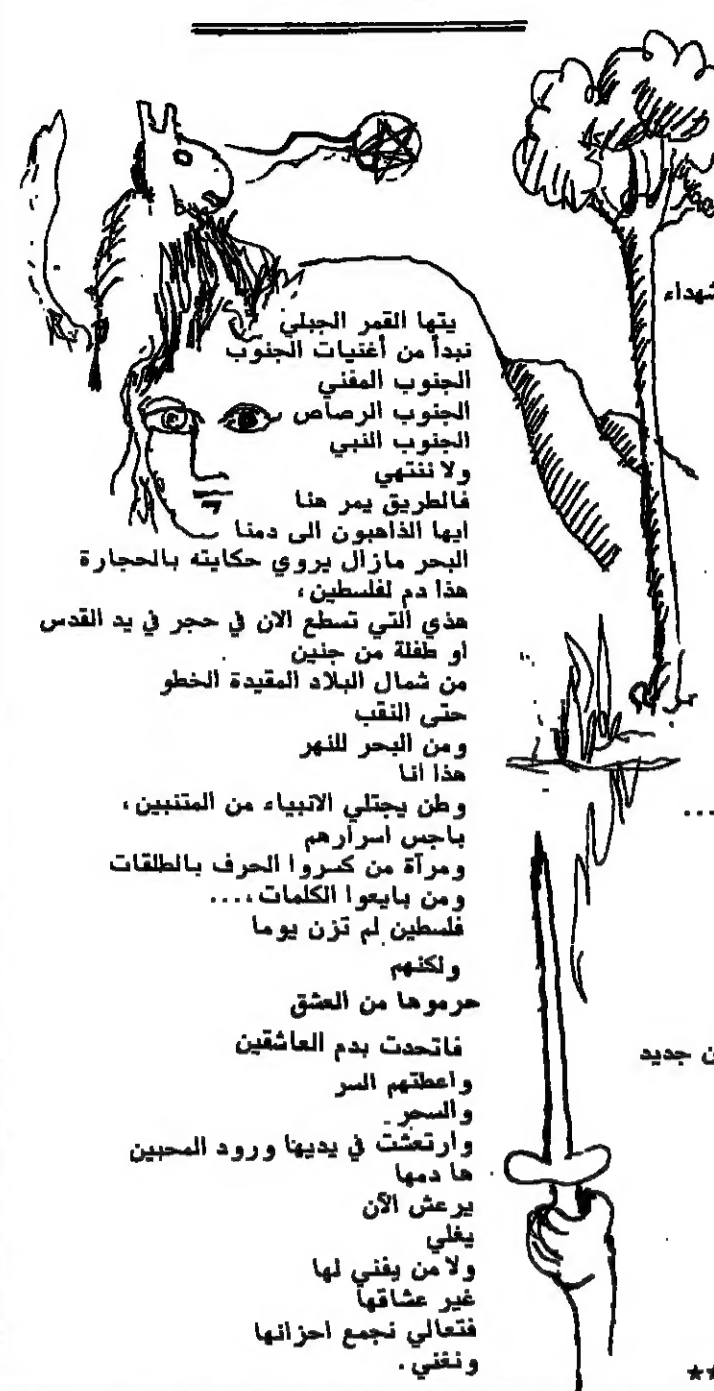 يتها القمر الجبلي
نبدأ من أغنيات الجنوب
الجنوب المغني
الجنوب الرصاص
الجنوب النبي
ولا ننتهي
فالطريق يمر هنا
ايها الذاهبون الى دمنا
البحر مازال يروي حكايته بالحجارة
هذا دم لفلسطين،
هذي التي تسطع الان في حجر في يد القدس
او طفلة من جنين
من شمال البلاد المقيدة الخطو
حتى النقب
ومن البحر للنهر
هذا انا
وطن يجتلي الانبياء من المتنبين،
باجس اسرارهم
ومرآة من كسروا الحرف بالطلقات
ومن بايعوا الكلمات،...
فلسطين لم تزن يوما
ولكنهم
حرموها من العشق
فاتحدت بدم العاشقين
واعطتهم السر
والسحر
وارتعشت في يديها ورود المحبين
ها دمها
يرعش الآن
يغلي
ولا من يغني لها
غير عشاقها
فتعالي نجمع احزانها
ونغني.
شهداء
...
ن جديد
**